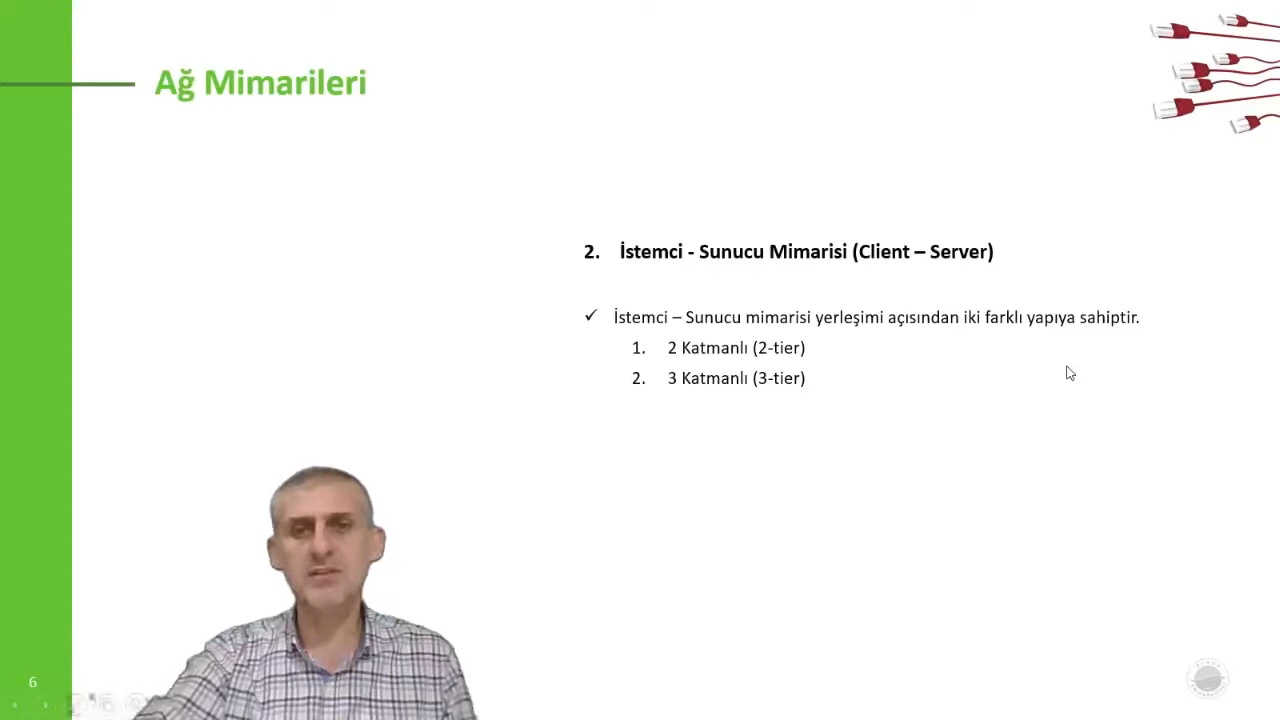 Ağ Mimarileri
2. İstemci - Sunucu Mimarisi (Client – Server)
✓ İstemci – Sunucu mimarisi yerleşimi açısından iki farklı yapıya sahiptir.
1. 2 Katmanlı (2-tier)
2. 3 Katmanlı (3-tier)
6